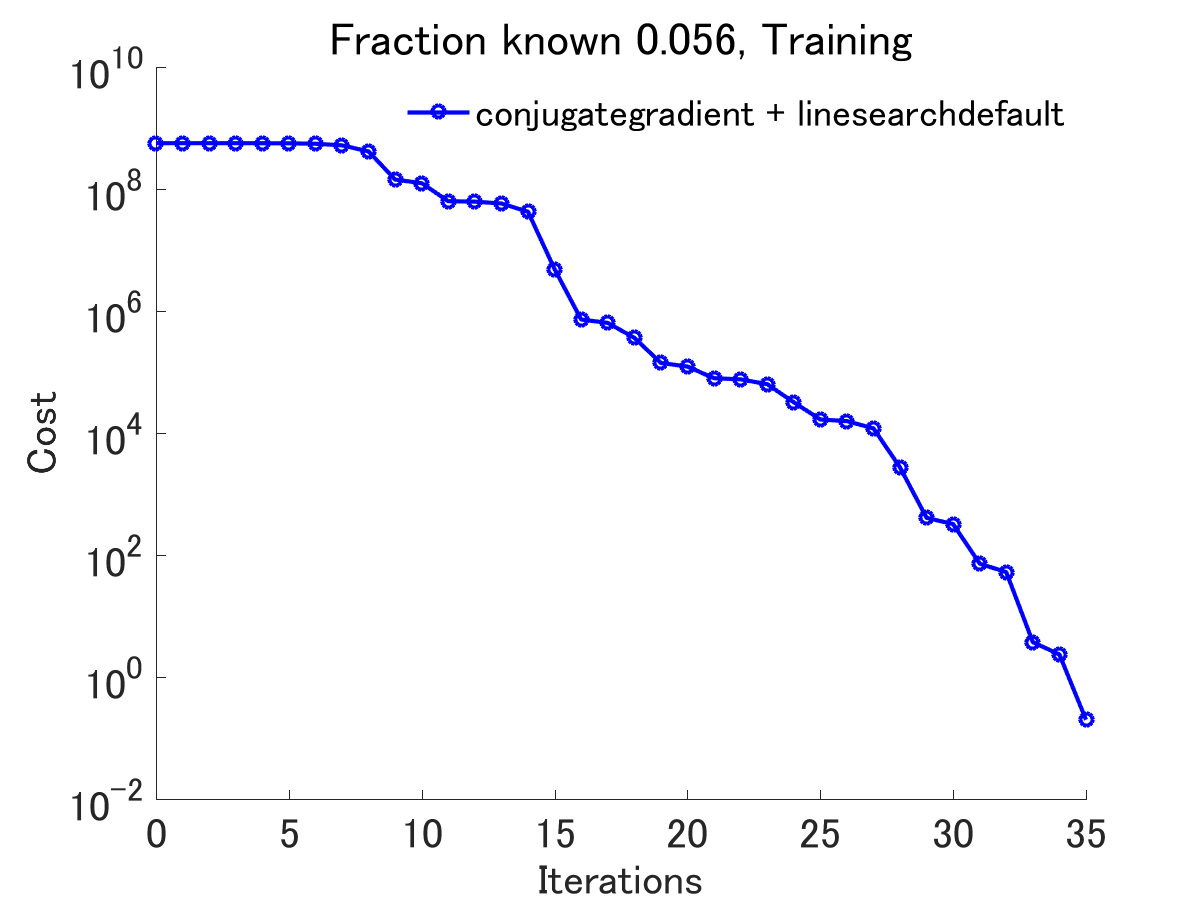 Fraction known 0.056, Training
conjugategradient + linesearchdefault
10^10
10^8
10^6
10^4
10^2
10^0
10^-2
Cost
0 5 10 15 20 25 30 35
Iterations